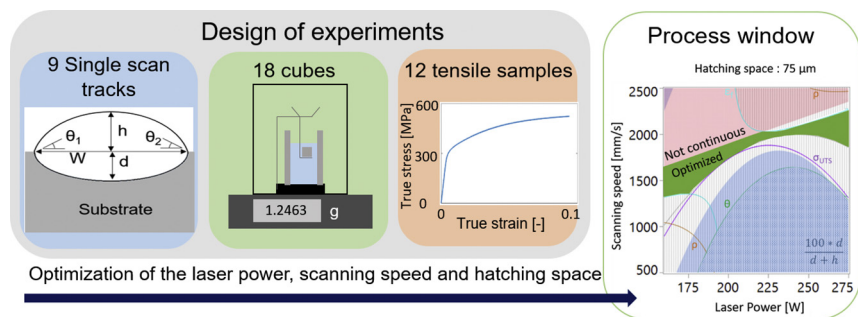 Design of experiments
9 Single scan
tracks
θ1
h
θ2
W
d
Substrate
18 cubes
1.2463
g
12 tensile samples
True stress [MPa]
600
300
0
0
0.1
True strain [-]
Process window
Hatching space : 75 µm
Scanning speed [mm/s]
2500
2000
1500
1000
500
ρ
Not continuous
Optimized
σUTS
θ
ρ
100 * d
d + h
175
200
225
250
275
Laser Power [W]
Optimization of the laser power, scanning speed and hatching space